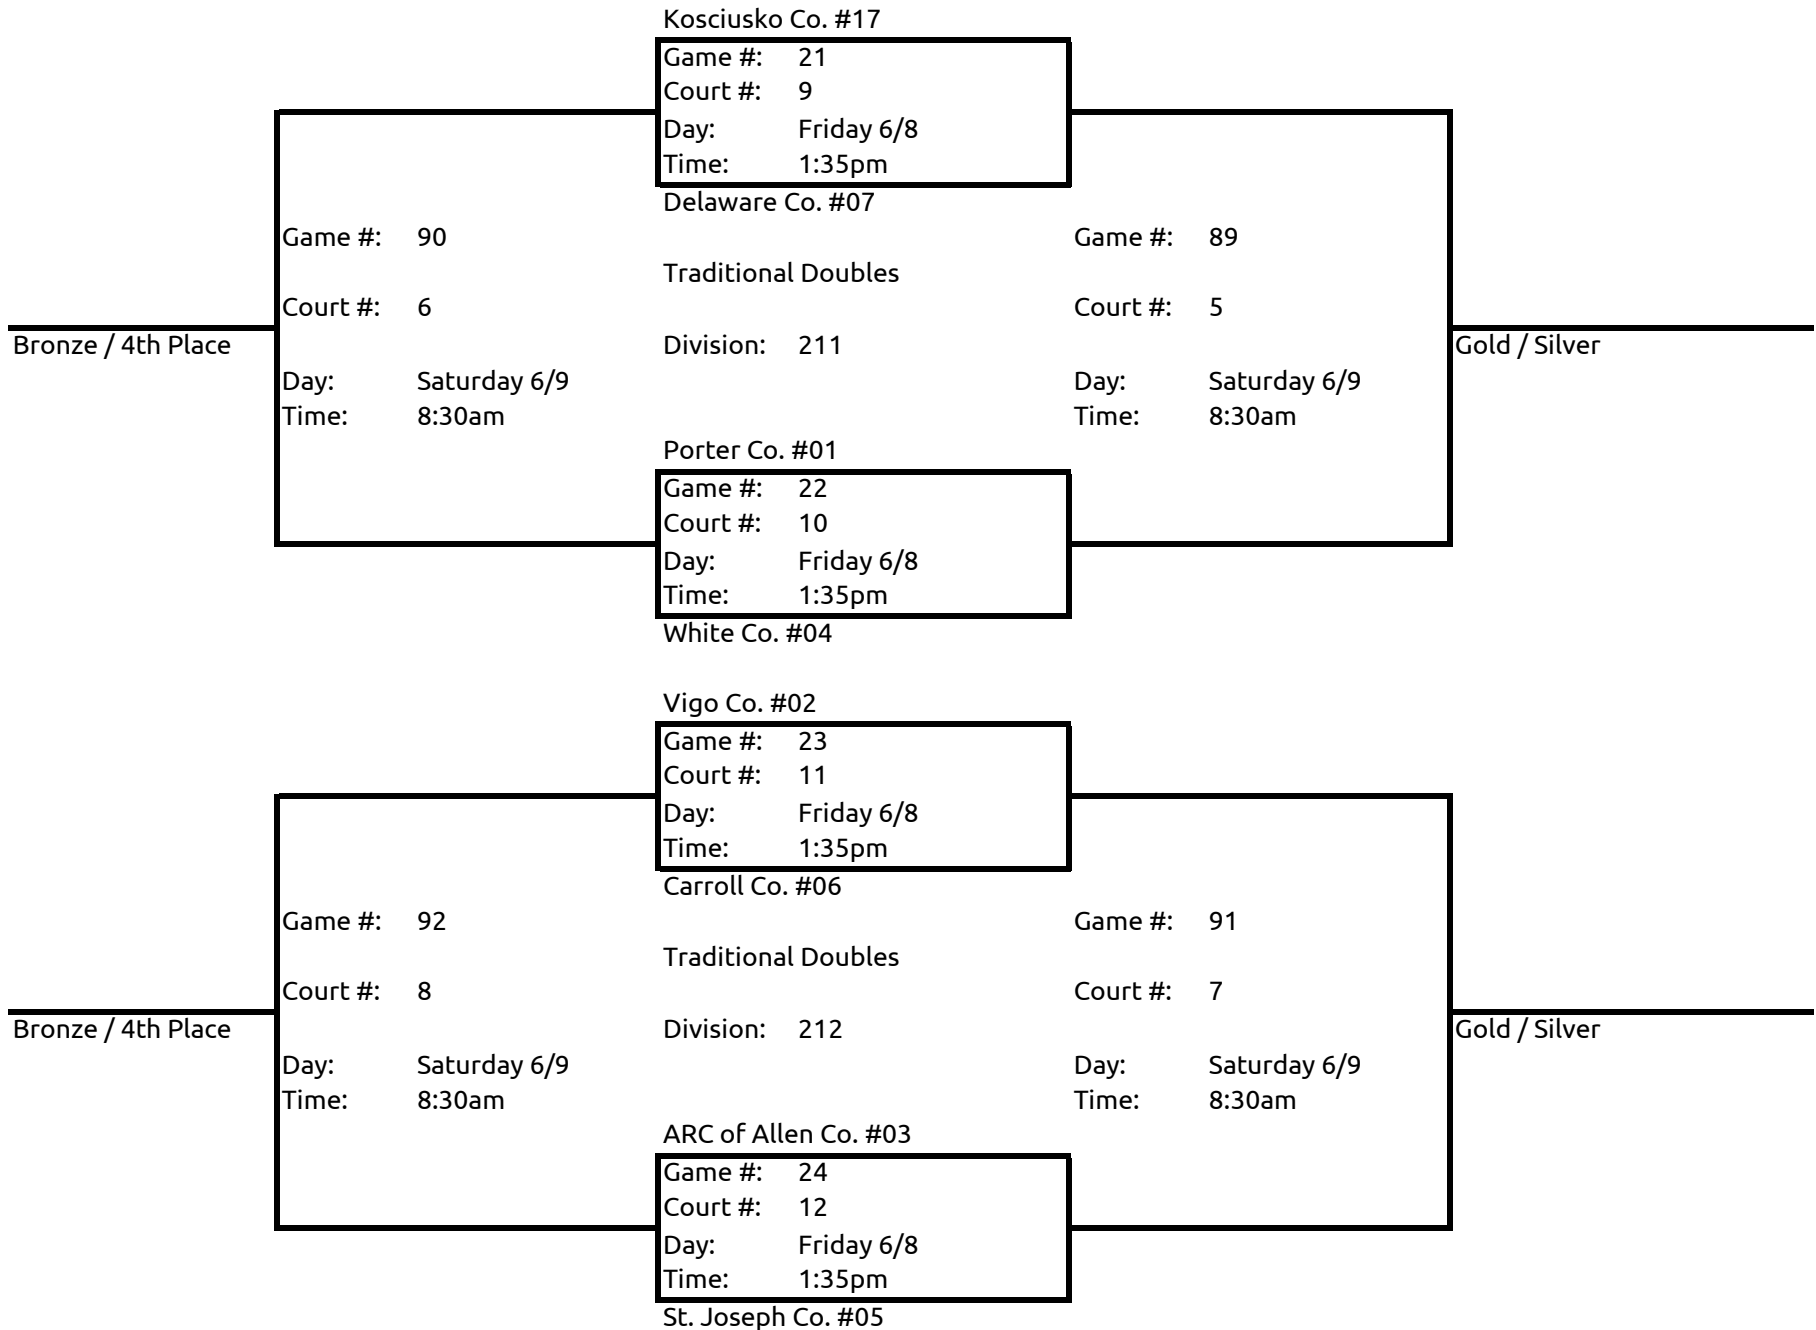 Kosciusko Co. #17
Game #: 21
Court #: 9
Day: Friday 6/8
Time: 1:35pm
Delaware Co. #07
Game #: 90 Game #: 89
Traditional Doubles
Court #: 6 Court #: 5
Bronze / 4th Place Division: 211 Gold / Silver
Day: Saturday 6/9 Day: Saturday 6/9
Time: 8:30am Time: 8:30am
Porter Co. #01
Game #: 22
Court #: 10
Day: Friday 6/8
Time: 1:35pm
White Co. #04
Vigo Co. #02
Game #: 23
Court #: 11
Day: Friday 6/8
Time: 1:35pm
Carroll Co. #06
Game #: 92 Game #: 91
Traditional Doubles
Court #: 8 Court #: 7
Bronze / 4th Place Division: 212 Gold / Silver
Day: Saturday 6/9 Day: Saturday 6/9
Time: 8:30am Time: 8:30am
ARC of Allen Co. #03
Game #: 24
Court #: 12
Day: Friday 6/8
Time: 1:35pm
St. Joseph Co. #05